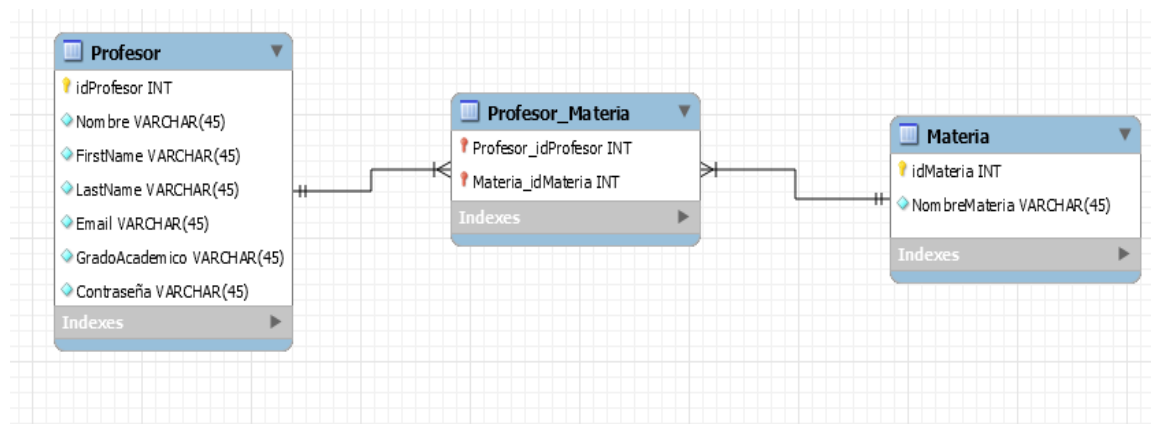 Profesor
idProfesor INT
Nombre VARCHAR(45)
FirstName VARCHAR(45)
LastName VARCHAR(45)
Email VARCHAR(45)
GradoAcademico VARCHAR(45)
Contraseña VARCHAR(45)
Indexes
Profesor_Materia
Profesor_idProfesor INT
Materia_idMateria INT
Indexes
Materia
idMateria INT
NombreMateria VARCHAR(45)
Indexes